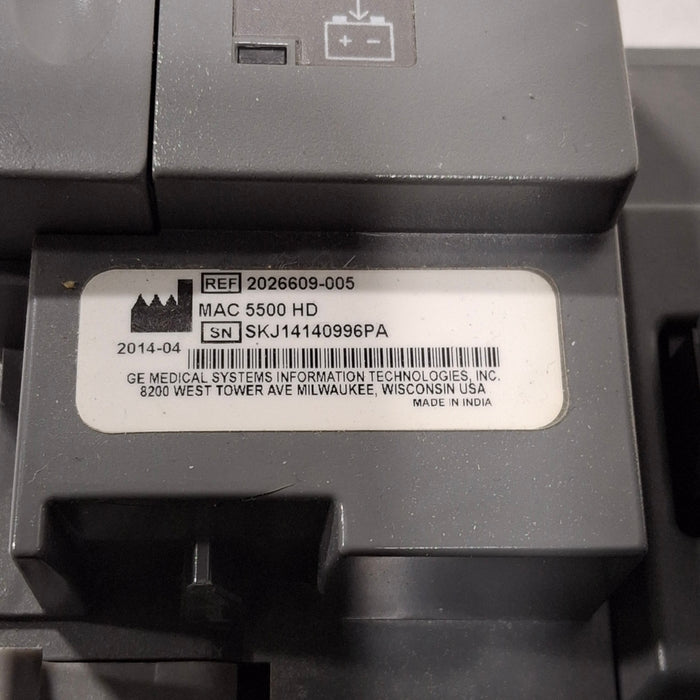 REF 2026609-005
MAC 5500 HD
SN SKJ14140996PA
2014-04
GE MEDICAL SYSTEMS INFORMATION TECHNOLOGIES, INC.
8200 WEST TOWER AVE MILWAUKEE, WISCONSIN USA
MADE IN INDIA